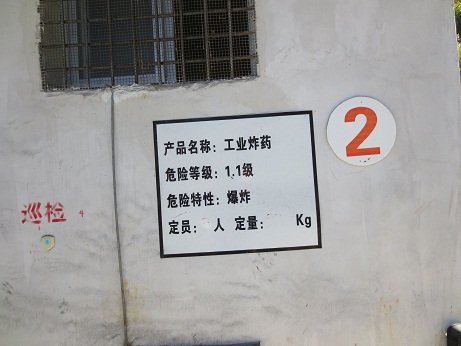 产品名称：工业炸药
危险等级：1.1级
危险特性：爆炸
定员： 人 定量： Kg
2
巡检